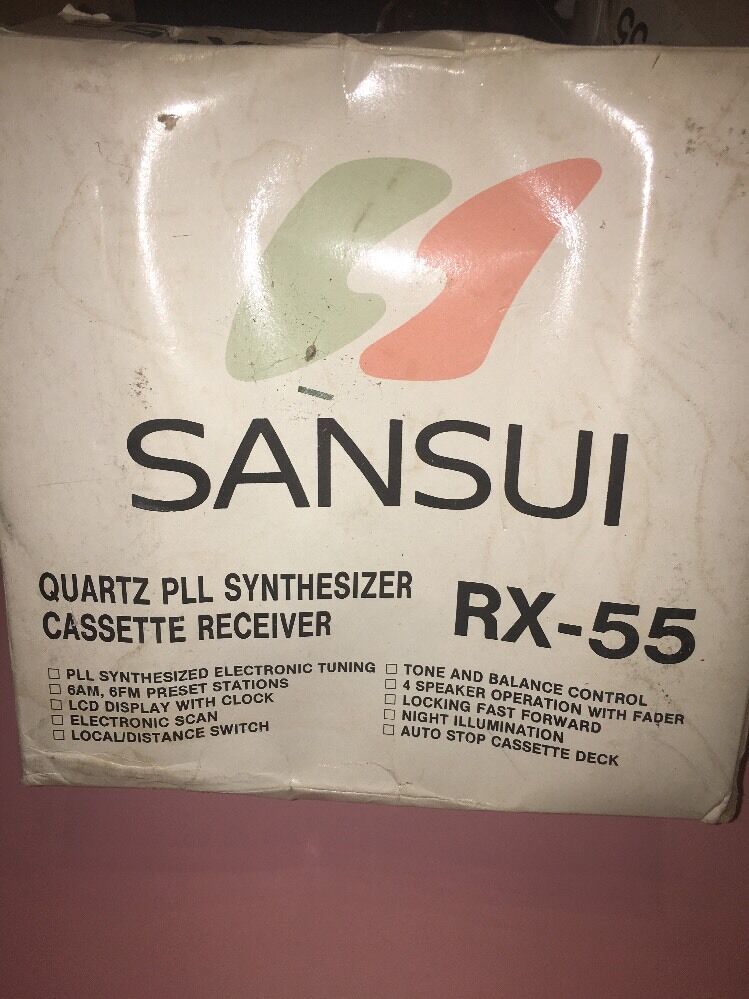 SANSUI
QUARTZ PLL SYNTHESIZER
CASSETTE RECEIVER
RX-55
PLL SYNTHESIZED ELECTRONIC TUNING
6AM, 6FM PRESET STATIONS
LCD DISPLAY WITH CLOCK
ELECTRONIC SCAN
LOCAL/DISTANCE SWITCH
TONE AND BALANCE CONTROL
4 SPEAKER OPERATION WITH FADER
LOCKING FAST FORWARD
NIGHT ILLUMINATION
AUTO STOP CASSETTE DECK